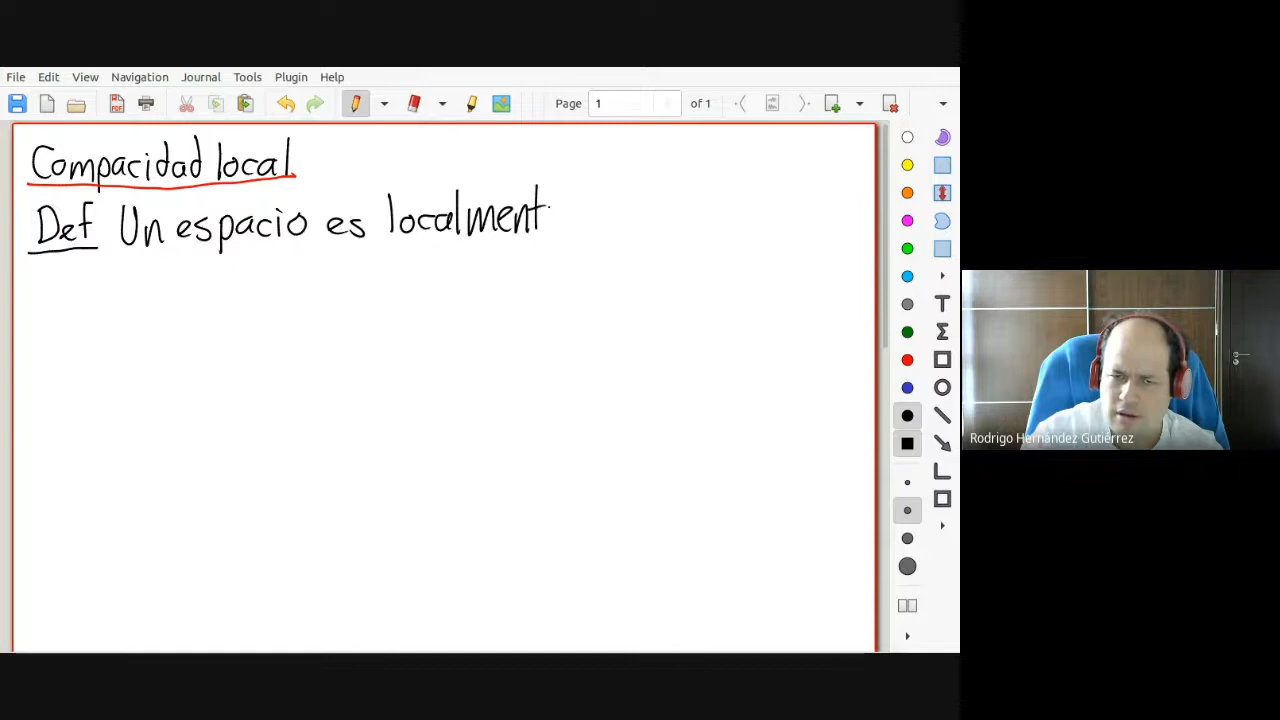 File Edit View Navigation Journal Tools Plugin Help
Page 1 of 1
Compacidad local
Def Un espacio es localment
Rodrigo Hernández Gutiérrez